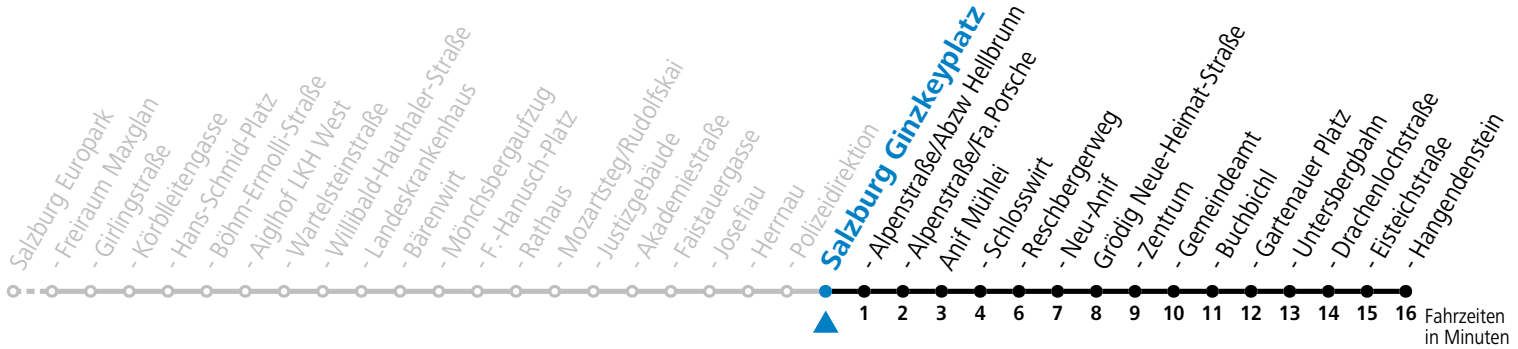 Salzburg Europark
- Freiraum Maxglan
- Girlingstraße
- Körblleitengasse
- Hans-Schmid-Platz
- Böhm-Ermolli-Straße
- Aiglhof LKH West
- Wartelsteinstraße
- Willibald-Hauthaler-Straße
- Landeskrankenhaus
- Bärenwirt
- Mönchsbergaufzug
- F.-Hanusch-Platz
- Rathaus
- Mozartsteg/Rudolfskai
- Justizgebäude
- Akademiestraße
- Faistauergasse
- Josefiau
- Herrnau
- Polizeidirektion
Salzburg Ginzkeyplatz
- Alpenstraße/Abzw Hellbrunn
- Alpenstraße/Fa.Porsche
Anif Mühlei
- Schlosswirt
- Reschbergerweg
- Neu-Anif
Grödig Neue-Heimat-Straße
- Zentrum
- Gemeindeamt
- Buchbichl
- Gartenauer Platz
- Untersbergbahn
- Drachenlochstraße
- Eisteichstraße
- Hangendenstein
1 2 3 4 6 7 8 9 10 11 12 13 14 15 16 Fahrzeiten
in Minuten